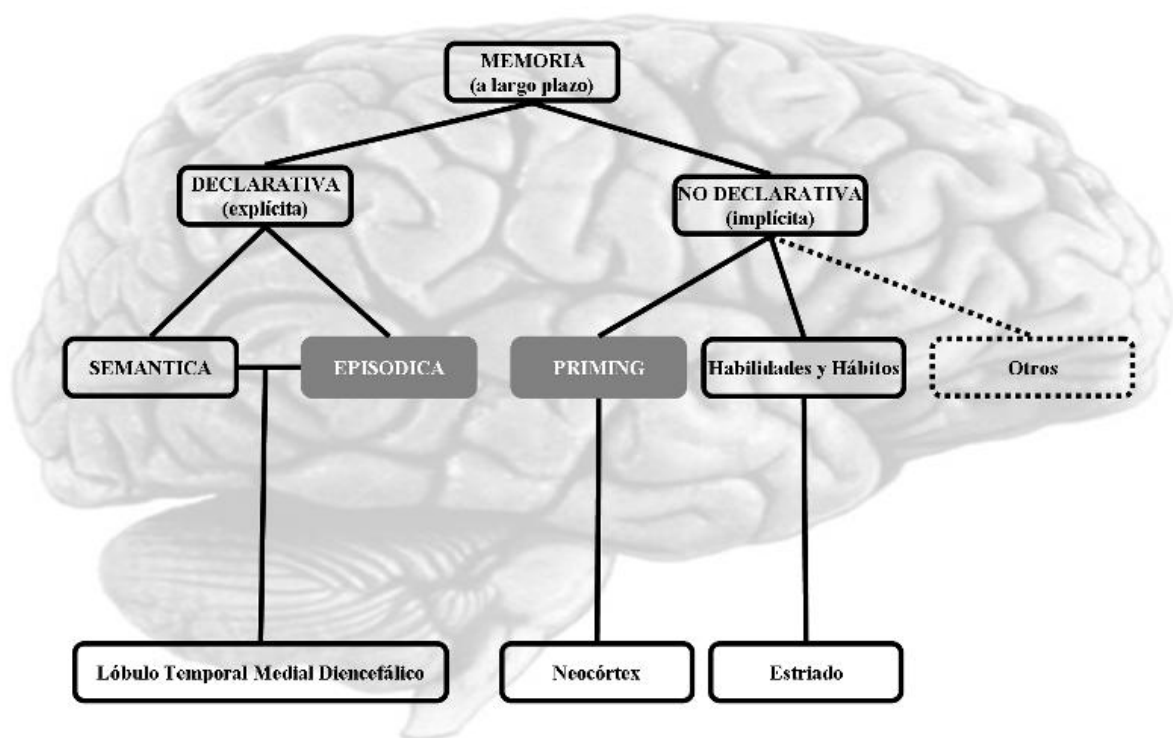 MEMORIA
(a largo plazo)
DECLARATIVA
(explícita)
NO DECLARATIVA
(implícita)
SEMANTICA
EPISODICA
PRIMING
Habilidades y Hábitos
Otros
Lóbulo Temporal Medial Diencefálico
Neocórtex
Estriado